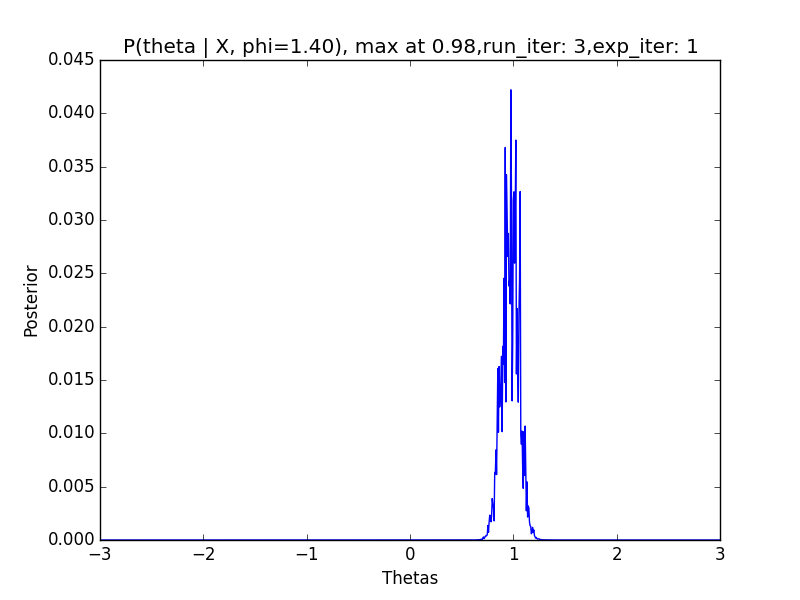 P(theta | X, phi=1.40), max at 0.98,run_iter: 3,exp_iter: 1
0.045
0.040
0.035
0.030
0.025
0.020
0.015
0.010
0.005
0.000
Posterior
−3 −2 −1 0 1 2 3
Thetas